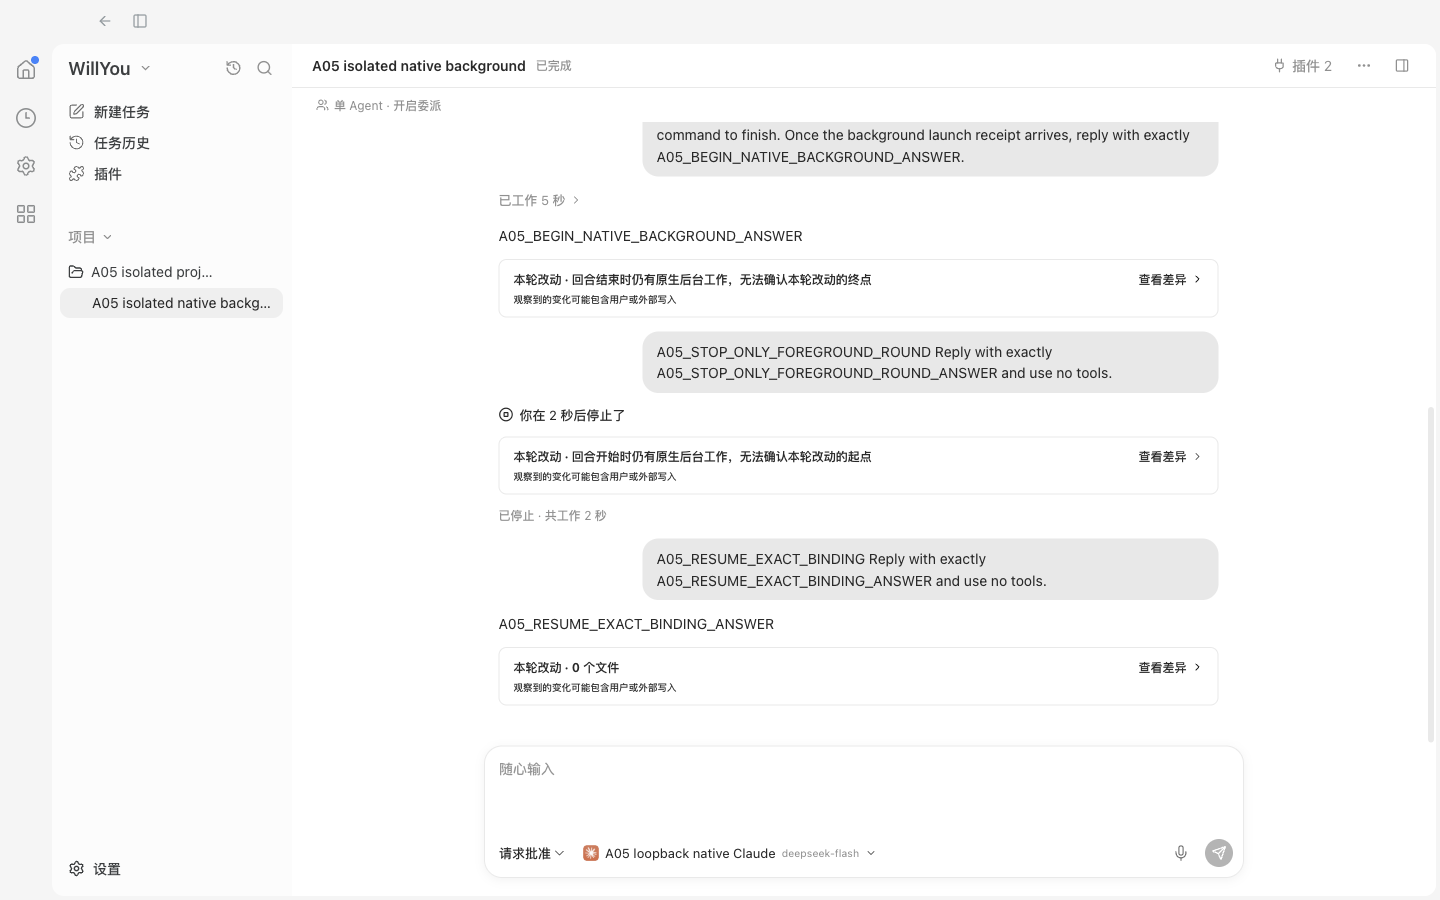 WillYou
新建任务
任务历史
插件
项目
A05 isolated proj...
A05 isolated native backg...
设置
A05 isolated native background 已完成
插件 2
单 Agent · 开启委派
command to finish. Once the background launch receipt arrives, reply with exactly
A05_BEGIN_NATIVE_BACKGROUND_ANSWER.
已工作 5 秒
A05_BEGIN_NATIVE_BACKGROUND_ANSWER
本轮改动 · 回合结束时仍有原生后台工作，无法确认本轮改动的终点 查看差异
观察到的变化可能包含用户或外部写入
A05_STOP_ONLY_FOREGROUND_ROUND Reply with exactly
A05_STOP_ONLY_FOREGROUND_ROUND_ANSWER and use no tools.
你在 2 秒后停止了
本轮改动 · 回合开始时仍有原生后台工作，无法确认本轮改动的起点 查看差异
观察到的变化可能包含用户或外部写入
已停止 · 共工作 2 秒
A05_RESUME_EXACT_BINDING Reply with exactly
A05_RESUME_EXACT_BINDING_ANSWER and use no tools.
A05_RESUME_EXACT_BINDING_ANSWER
本轮改动 · 0 个文件 查看差异
观察到的变化可能包含用户或外部写入
随心输入
请求批准 A05 loopback native Claude deepseek-flash